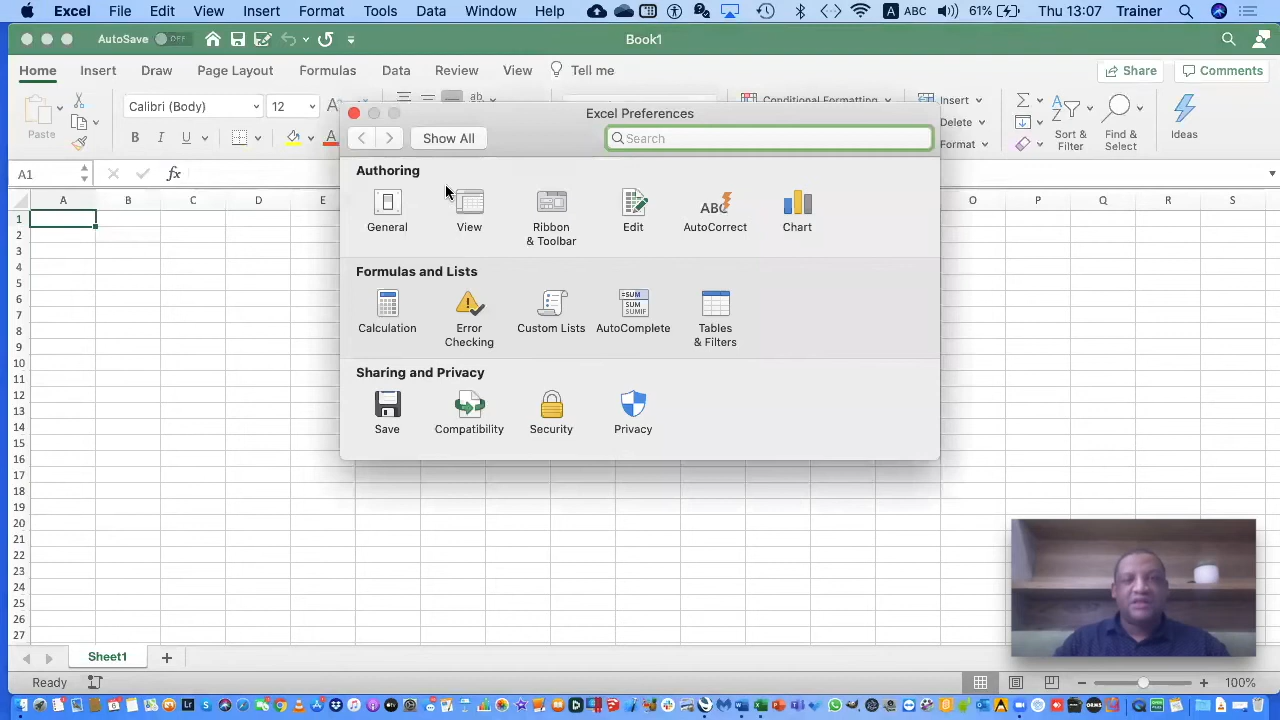 Excel File Edit View Insert Format Tools Data Window Help A ABC 61% Thu 13:07 Trainer
AutoSave OFF Book1
Home Insert Draw Page Layout Formulas Data Review View Tell me Share Comments
Paste Calibri (Body) 12 Conditional Formatting Insert
Delete
Format
Sort & Filter
Find & Select
Ideas
A1 fx
A B C D E O P Q R S
1
2
3
4
5
6
7
8
9
10
11
12
13
14
15
16
17
18
19
20
21
22
23
24
25
26
27
Excel Preferences
Show All Search
Authoring
General View Ribbon & Toolbar Edit AutoCorrect Chart
Formulas and Lists
Calculation Error Checking Custom Lists AutoComplete Tables & Filters
Sharing and Privacy
Save Compatibility Security Privacy
Sheet1
Ready 100%